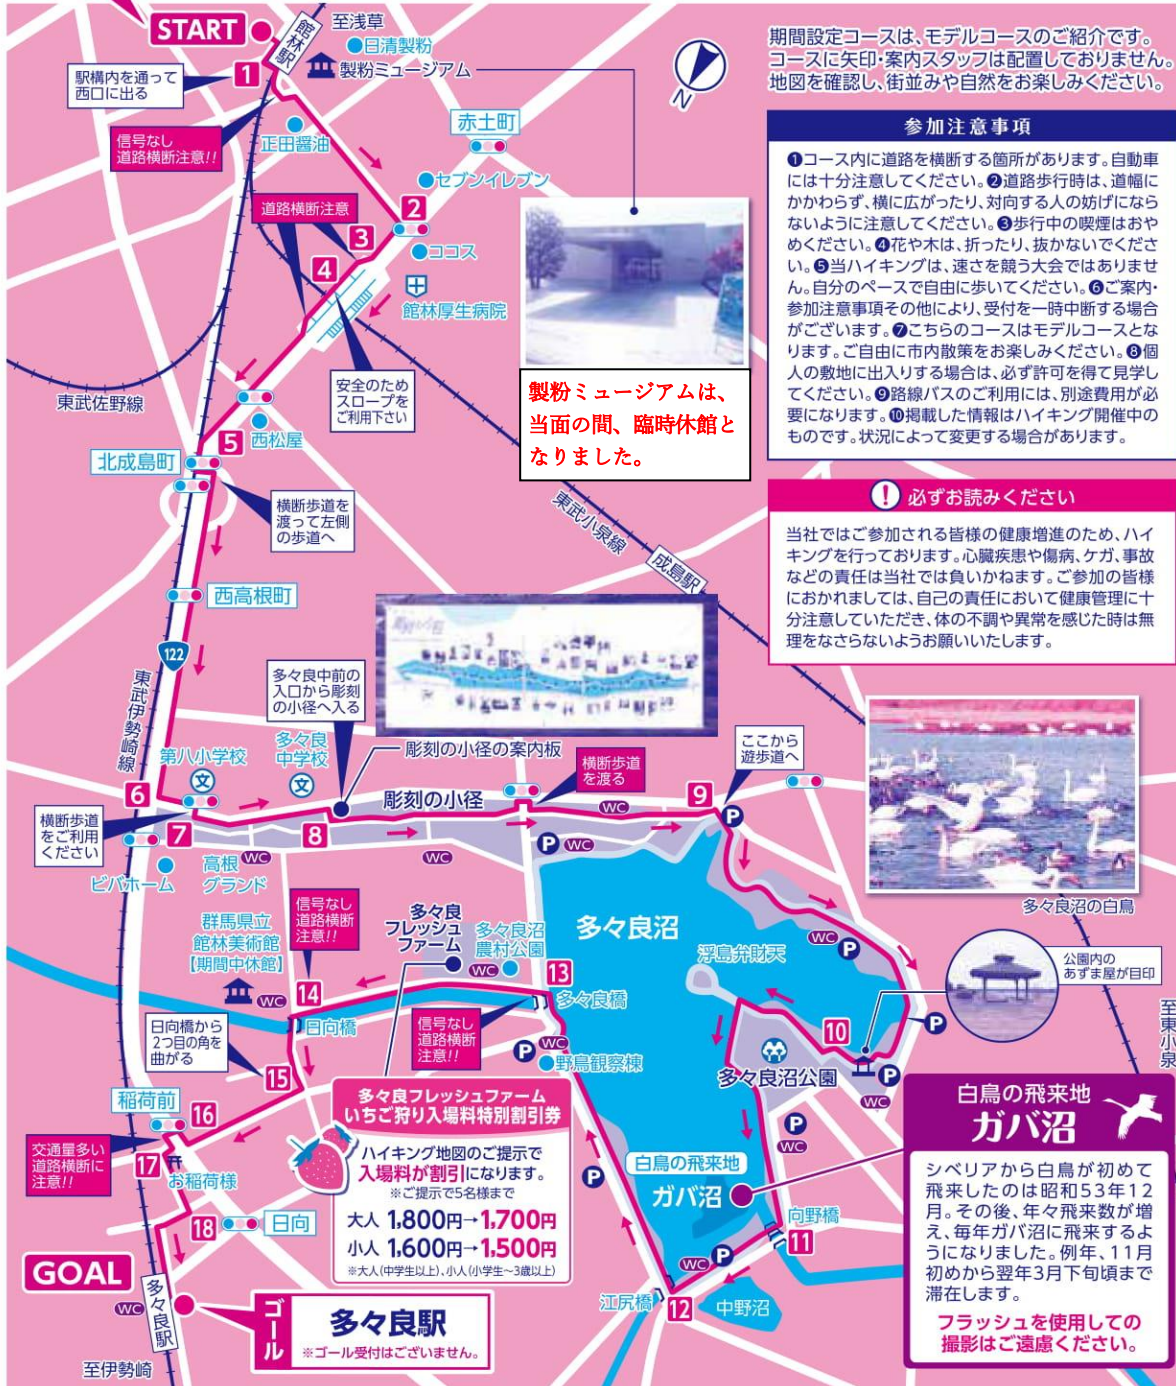 START
館林駅
至浅草
日清製粉
製粉ミュージアム
1
駅構内を通って
西口に出る
信号なし
道路横断注意!!
正田醤油
赤土町
セブンイレブン
2
道路横断注意
3
ココス
4
館林厚生病院
安全のため
スロープを
ご利用下さい
東武佐野線
西松屋
5
北成島町
横断歩道を
渡って左側
の歩道へ
東武小泉線
成島駅
西高根町
122
東武伊勢崎線
N
期間設定コースは、モデルコースのご紹介です。
コースに矢印・案内スタッフは配置しておりません。
地図を確認し、街並みや自然をお楽しみください。
参加注意事項
❶コース内に道路を横断する箇所があります。自動車
には十分注意してください。❷道路歩行時は、道幅に
かかわらず、横に広がったり、対向する人の妨げになら
ないように注意してください。❸歩行中の喫煙はおや
めください。❹花や木は、折ったり、抜かないでくださ
い。❺当ハイキングは、速さを競う大会ではありませ
ん。自分のペースで自由に歩いてください。❻ご案内・
参加注意事項その他により、受付を一時中断する場合
がございます。❼こちらのコースはモデルコースとな
ります。ご自由に市内散策をお楽しみください。❽個
人の敷地に出入りする場合は、必ず許可を得て見学し
てください。❾路線バスのご利用には、別途費用が必
要になります。❿掲載した情報はハイキング開催中の
ものです。状況によって変更する場合があります。
製粉ミュージアムは、
当面の間、臨時休館と
なりました。
! 必ずお読みください
当社ではご参加される皆様の健康増進のため、ハイ
キングを行っております。心臓疾患や傷病、ケガ、事故
などの責任は当社では負いかねます。ご参加の皆様
におかれましては、自己の責任において健康管理に十
分注意していただき、体の不調や異常を感じた時は無
理をなさらないようお願いいたします。
多々良中前の
入口から彫刻
の小径へ入る
第八小学校
文
多々良
中学校
文
彫刻の小径の案内板
横断歩道
を渡る
ここから
遊歩道へ
6
彫刻の小径
WC
9
P
横断歩道
をご利用
ください
7
8
P
WC
P
ビバホーム
高根
グランド
WC
WC
多々良沼の白鳥
群馬県立
館林美術館
【期間中休館】
信号なし
道路横断
注意!!
多々良
フレッシュ
ファーム
多々良沼
農村公園
WC
多々良沼
WC
P
浮島弁財天
公園内の
あずま屋が目印
WC
14
13
多々良橋
日向橋
信号なし
道路横断
注意!!
10
P
至東小泉
日向橋から
2つ目の角を
曲がる
P
WC
野鳥観察棟
多々良沼公園
P
WC
15
稲荷前
16
多々良フレッシュファーム
いちご狩り入場料特別割引券
ハイキング地図のご提示で
入場料が割引になります。
※ご提示で5名様まで
大人 1,800円→1,700円
小人 1,600円→1,500円
※大人(中学生以上)、小人(小学生～3歳以上)
交通量多い
道路横断に
注意!!
17
お稲荷様
18
日向
P
WC
白鳥の飛来地
ガバ沼
P
向野橋
11
P
WC
江尻橋
12
中野沼
白鳥の飛来地
ガバ沼
シベリアから白鳥が初めて
飛来したのは昭和53年12
月。その後、年々飛来数が増
え、毎年ガバ沼に飛来するよ
うになりました。例年、11月
初めから翌年3月下旬頃まで
滞在します。
フラッシュを使用しての
撮影はご遠慮ください。
GOAL
WC
多々良駅
至伊勢崎
ゴール
多々良駅
※ゴール受付はございません。